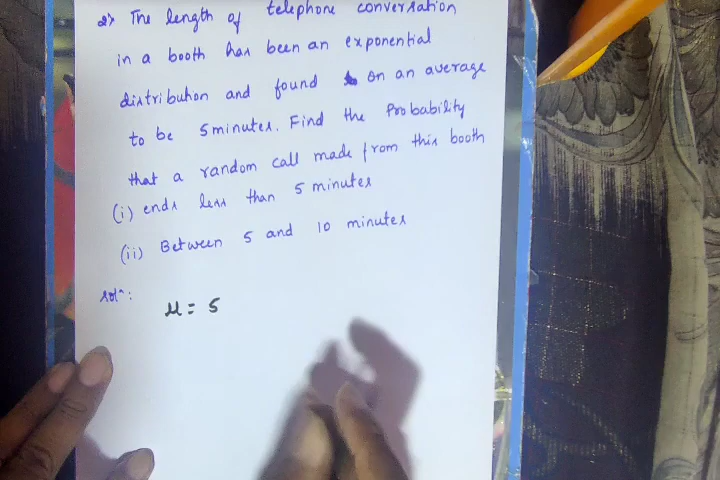 2) The length of telephone conversation
in a booth has been an exponential
distribution and found on an average
to be 5 minutes. Find the Probability
that a random call made from this booth
(i) ends less than 5 minutes
(ii) Between 5 and 10 minutes
solⁿ:
μ = 5